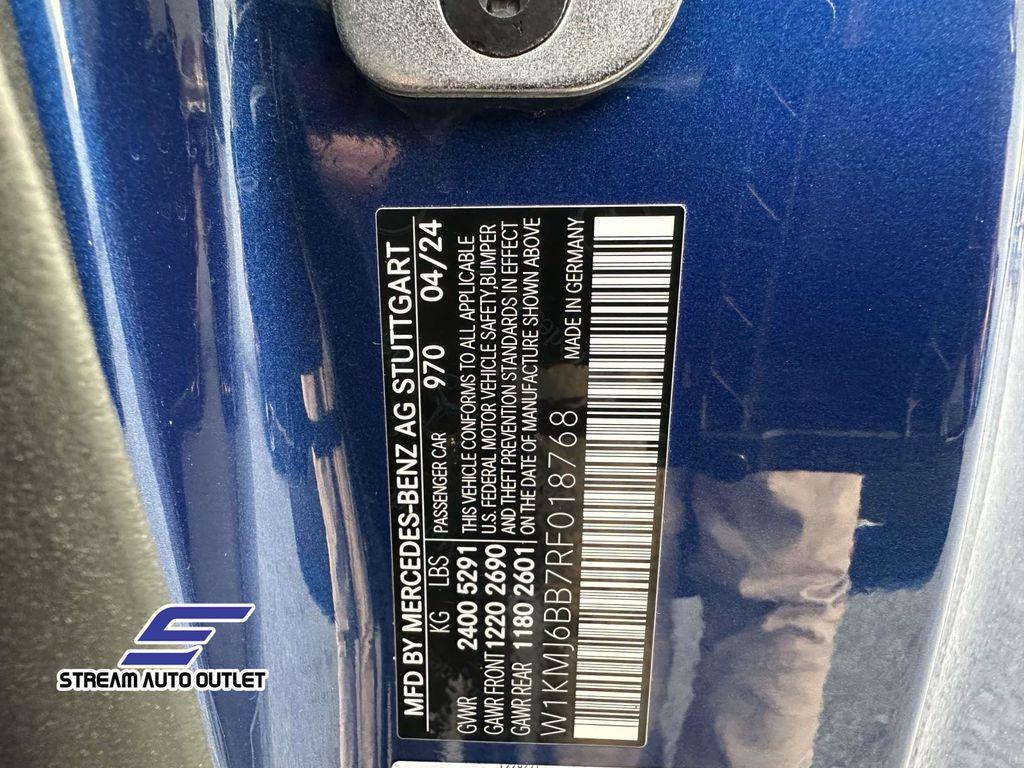 MFD BY MERCEDES-BENZ AG STUTTGART
KG LBS PASSENGER CAR 970 04/24
GVWR 2400 5291 THIS VEHICLE CONFORMS TO ALL APPLICABLE
GAWR FRONT 1220 2690 U.S. FEDERAL MOTOR VEHICLE SAFETY,BUMPER
GAWR REAR 1180 2601 AND THEFT PREVENTION STANDARDS IN EFFECT
ON THE DATE OF MANUFACTURE SHOWN ABOVE
W1KMJ6BB7RF018768 MADE IN GERMANY
STREAM AUTO OUTLET